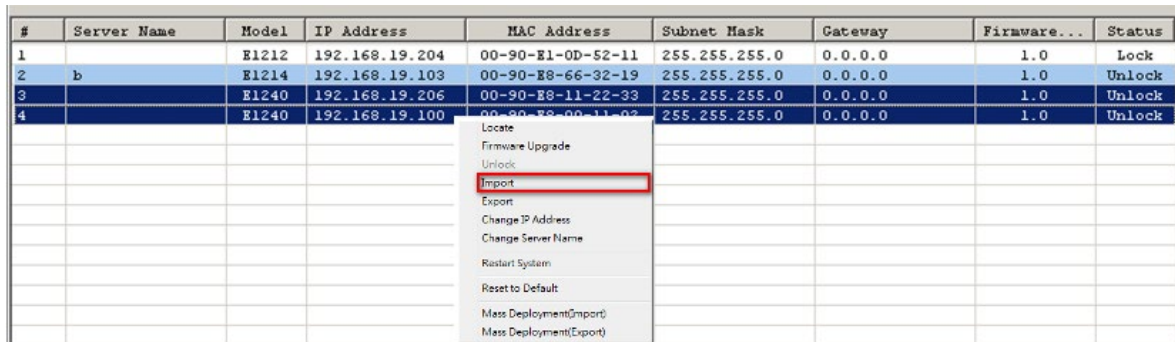 # Server Name Model IP Address MAC Address Subnet Mask Gateway Firmware... Status
1 E1212 192.168.19.204 00-90-E1-0D-52-11 255.255.255.0 0.0.0.0 1.0 Lock
2 b E1214 192.168.19.103 00-90-E8-66-32-19 255.255.255.0 0.0.0.0 1.0 Unlock
3 E1240 192.168.19.206 00-90-E8-11-22-33 255.255.255.0 0.0.0.0 1.0 Unlock
4 E1240 192.168.19.100 255.255.255.0 0.0.0.0 1.0 Unlock
Locate
Firmware Upgrade
Unlock
Import
Export
Change IP Address
Change Server Name
Restart System
Reset to Default
Mass Deployment(Import)
Mass Deployment(Export)